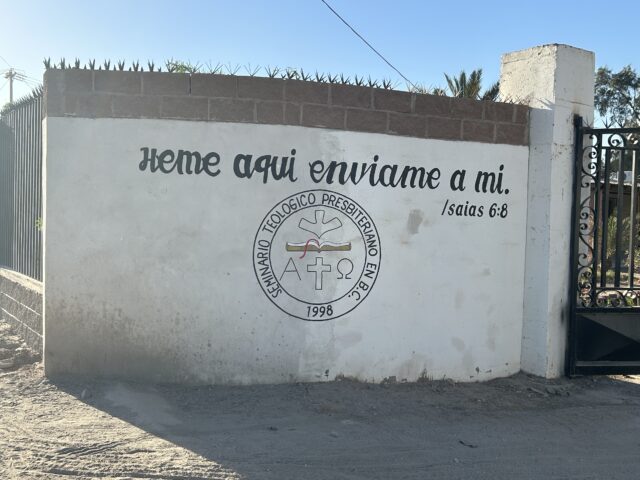 Heme aqui enviame a mi.
Isaias 6:8
SEMINARIO TEOLOGICO PRESBITERIANO EN B.C.
Α Ω
1998